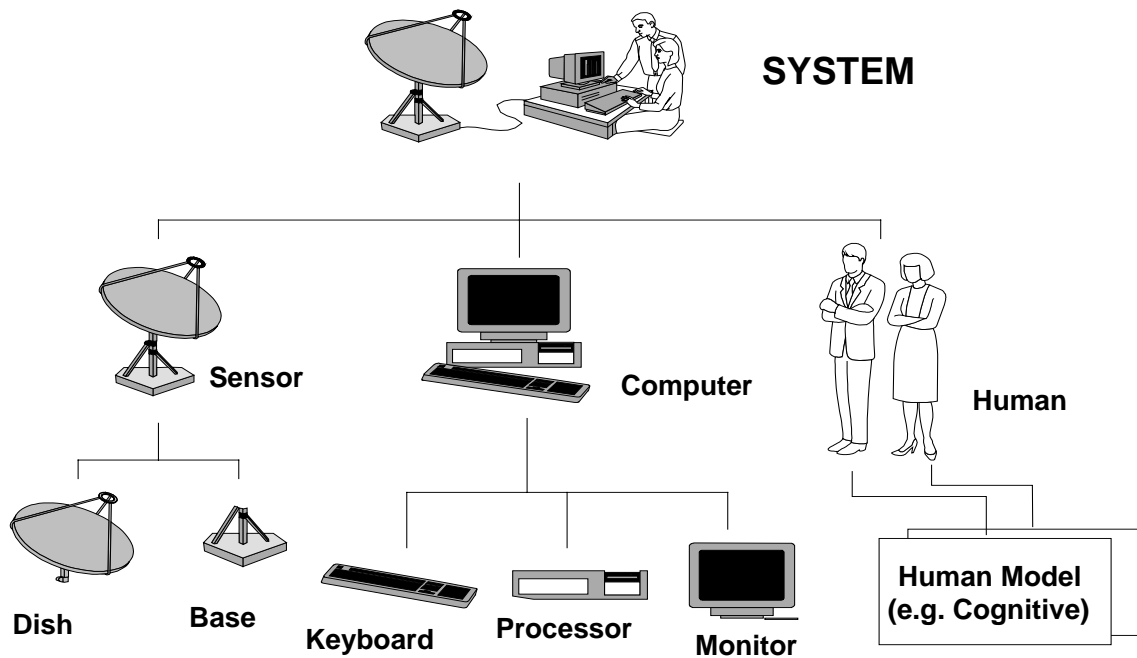 SYSTEM
Sensor
Computer
Human
Dish
Base
Keyboard
Processor
Monitor
Human Model
(e.g. Cognitive)